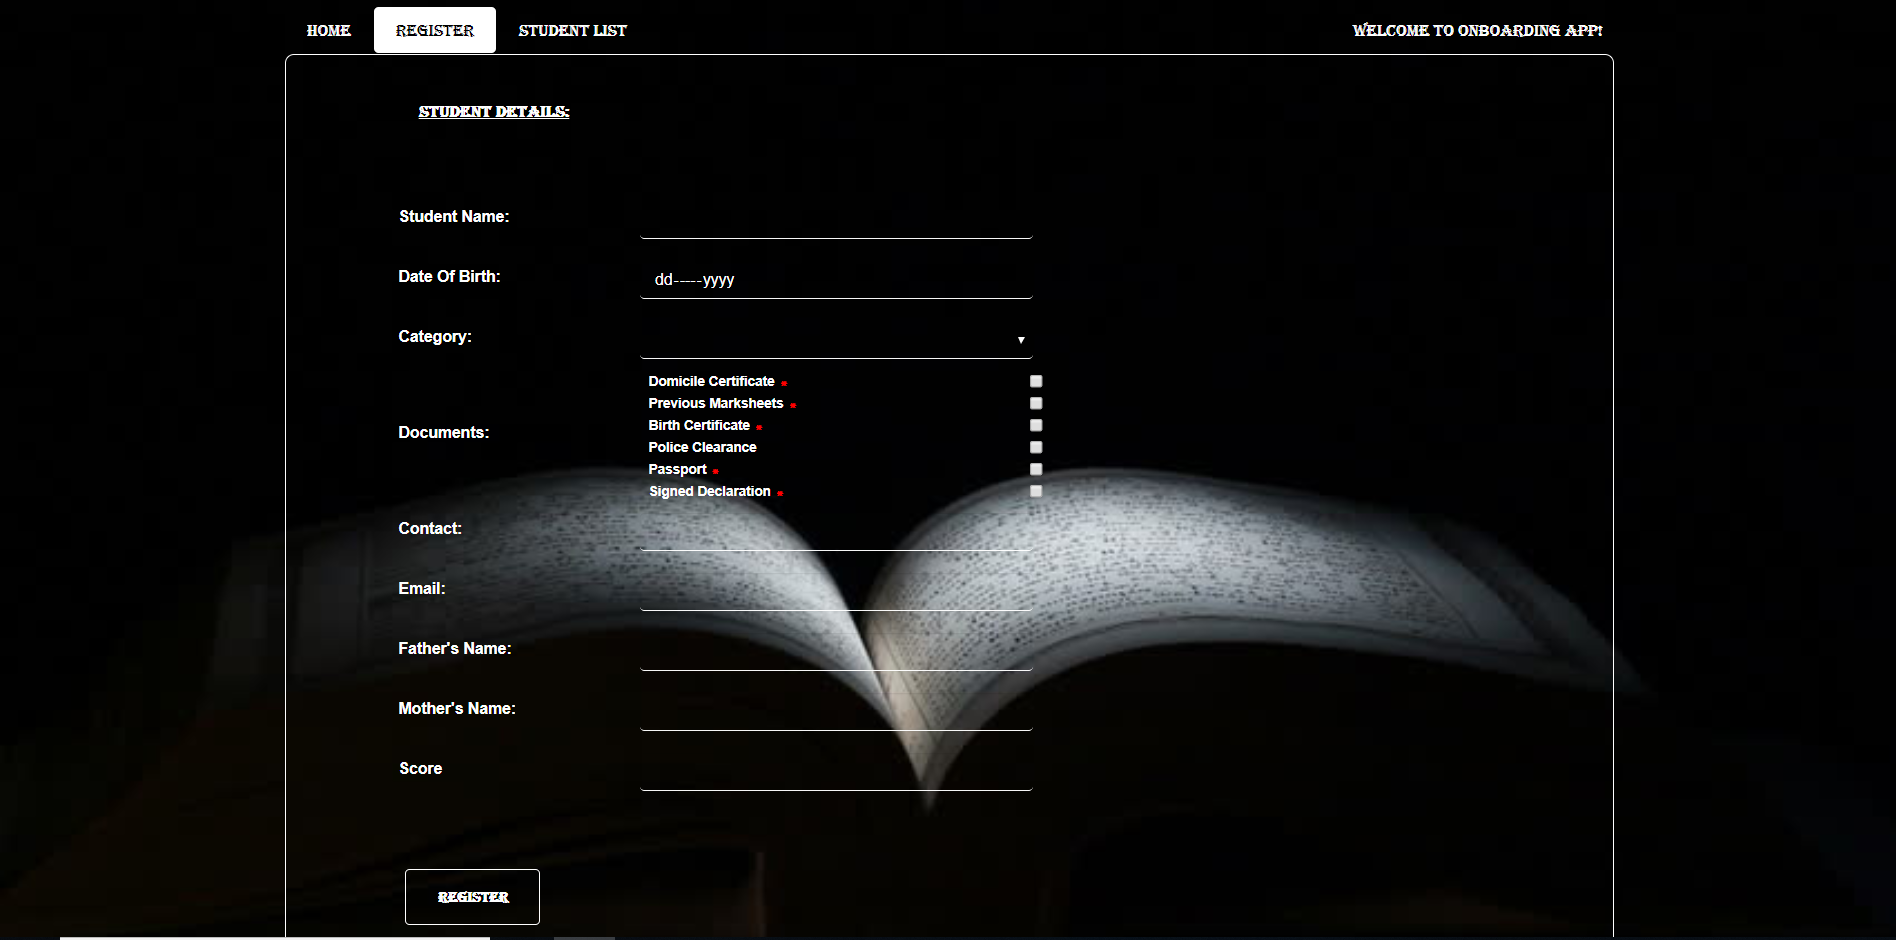 HOME REGISTER STUDENT LIST WELCOME TO ONBOARDING APP!
STUDENT DETAILS:
Student Name:
Date Of Birth: dd-----yyyy
Category: ▼
Domicile Certificate *
Previous Marksheets *
Birth Certificate *
Documents:
Police Clearance
Passport *
Signed Declaration *
Contact:
Email:
Father's Name:
Mother's Name:
Score
REGISTER